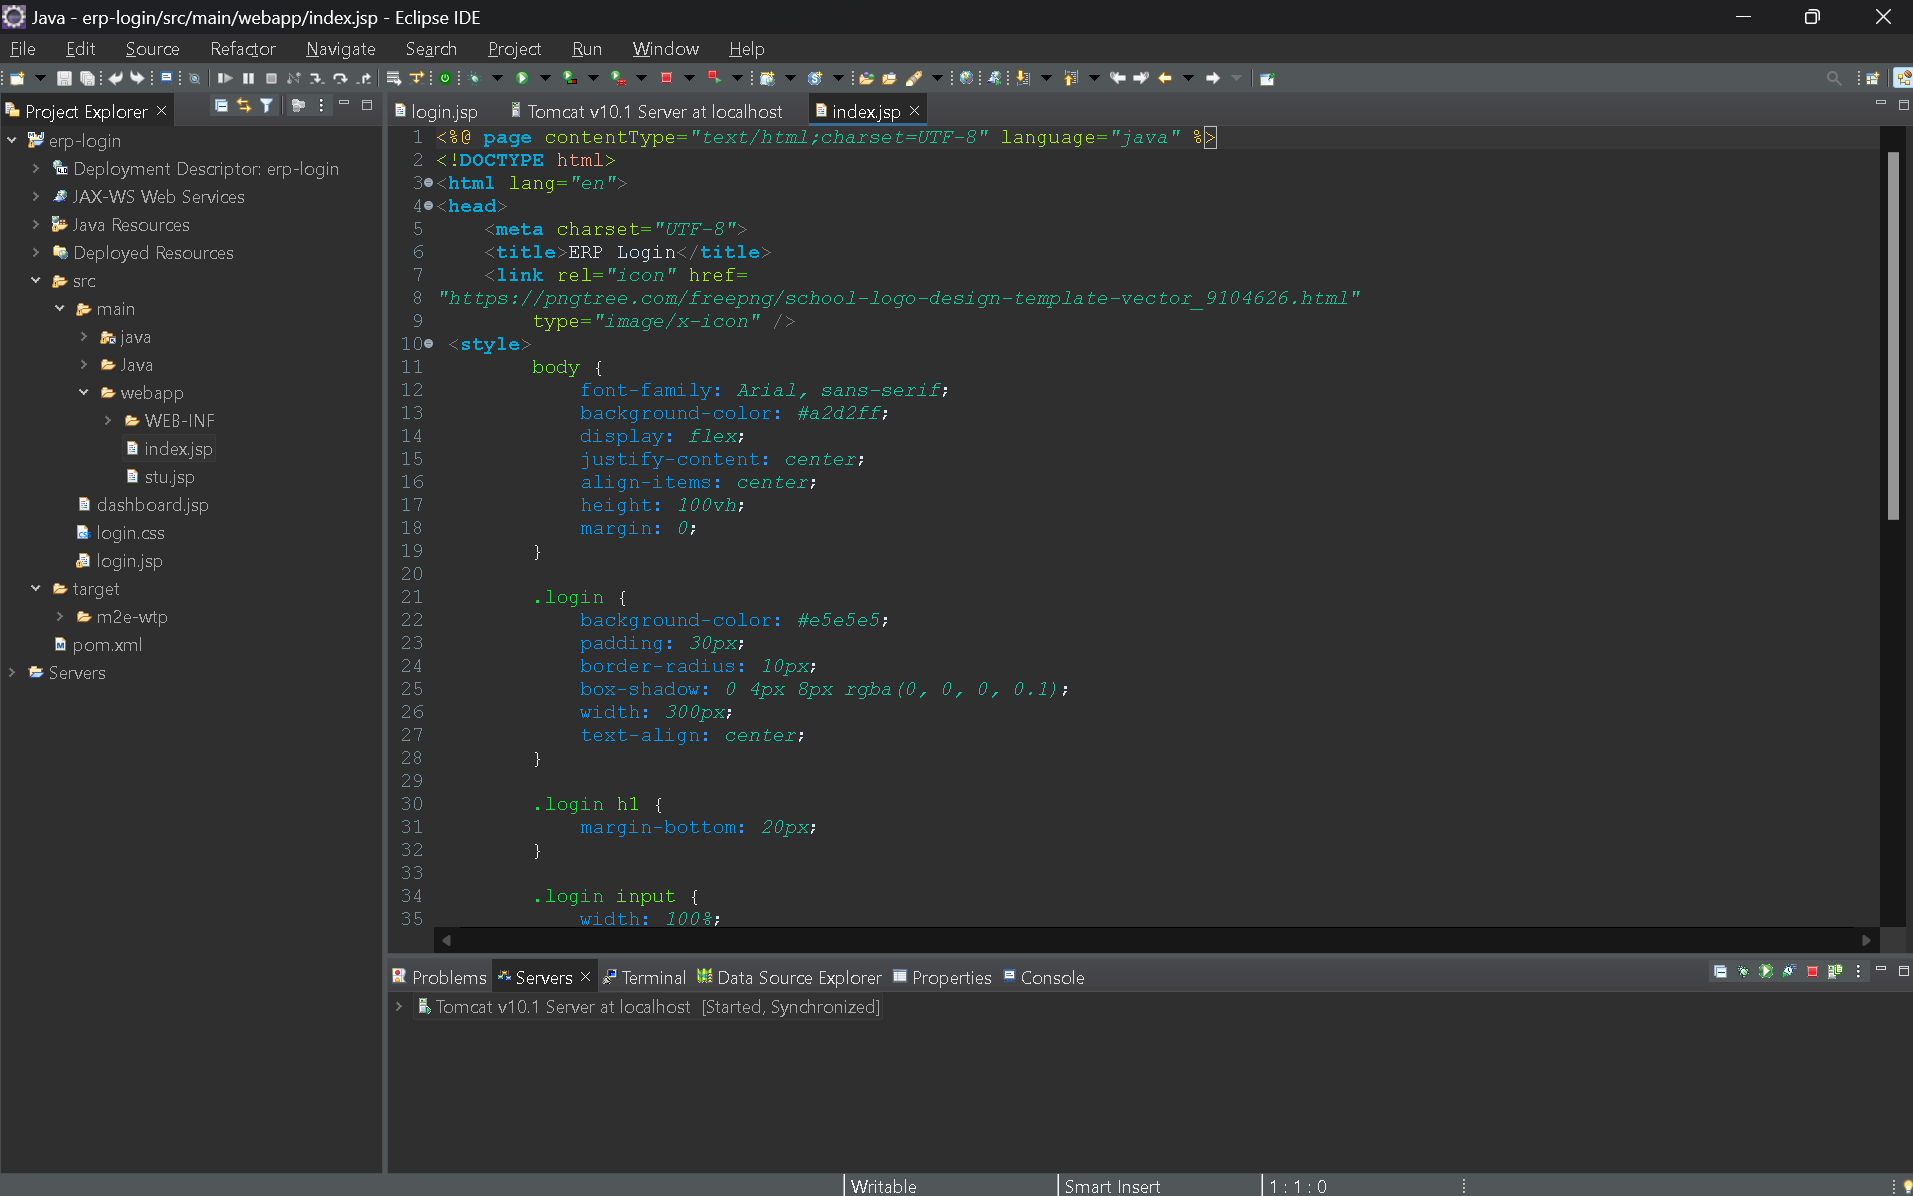 Java - erp-login/src/main/webapp/index.jsp - Eclipse IDE
File Edit Source Refactor Navigate Search Project Run Window Help
Project Explorer
erp-login
Deployment Descriptor: erp-login
JAX-WS Web Services
Java Resources
Deployed Resources
src
main
java
Java
webapp
WEB-INF
index.jsp
stu.jsp
dashboard.jsp
login.css
login.jsp
target
m2e-wtp
pom.xml
Servers
login.jsp Tomcat v10.1 Server at localhost index.jsp
1 <%@ page contentType="text/html;charset=UTF-8" language="java" %>
2 <!DOCTYPE html>
3 <html lang="en">
4 <head>
5     <meta charset="UTF-8">
6     <title>ERP Login</title>
7     <link rel="icon" href=
8 "https://pngtree.com/freepng/school-logo-design-template-vector_9104626.html"
9         type="image/x-icon" />
10  <style>
11         body {
12             font-family: Arial, sans-serif;
13             background-color: #a2d2ff;
14             display: flex;
15             justify-content: center;
16             align-items: center;
17             height: 100vh;
18             margin: 0;
19         }
20
21         .login {
22             background-color: #e5e5e5;
23             padding: 30px;
24             border-radius: 10px;
25             box-shadow: 0 4px 8px rgba(0, 0, 0, 0.1);
26             width: 300px;
27             text-align: center;
28         }
29
30         .login h1 {
31             margin-bottom: 20px;
32         }
33
34         .login input {
35             width: 100%;
Problems Servers Terminal Data Source Explorer Properties Console
Tomcat v10.1 Server at localhost [Started, Synchronized]
Writable Smart Insert 1 : 1 : 0